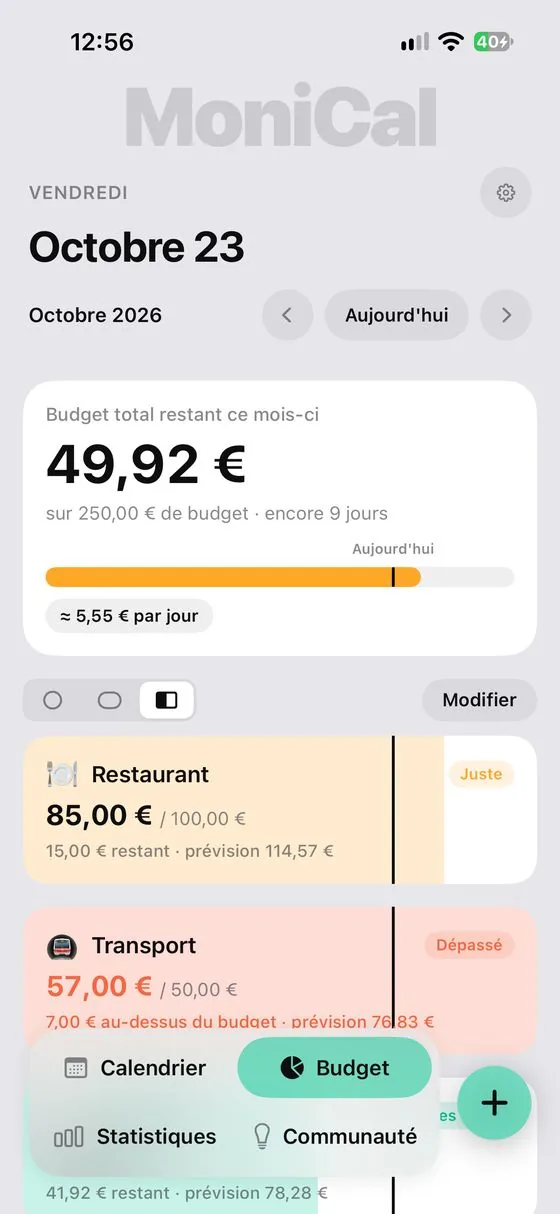 12:56
40
MoniCal
VENDREDI
Octobre 23
Octobre 2026
Aujourd'hui
Budget total restant ce mois-ci
49,92 €
sur 250,00 € de budget · encore 9 jours
Aujourd'hui
≈ 5,55 € par jour
Modifier
Restaurant
Juste
85,00 € / 100,00 €
15,00 € restant · prévision 114,57 €
Transport
Dépassé
57,00 € / 50,00 €
7,00 € au-dessus du budget · prévision 76,83 €
Calendrier
Budget
es
+
Statistiques
Communauté
41,92 € restant · prévision 78,28 €